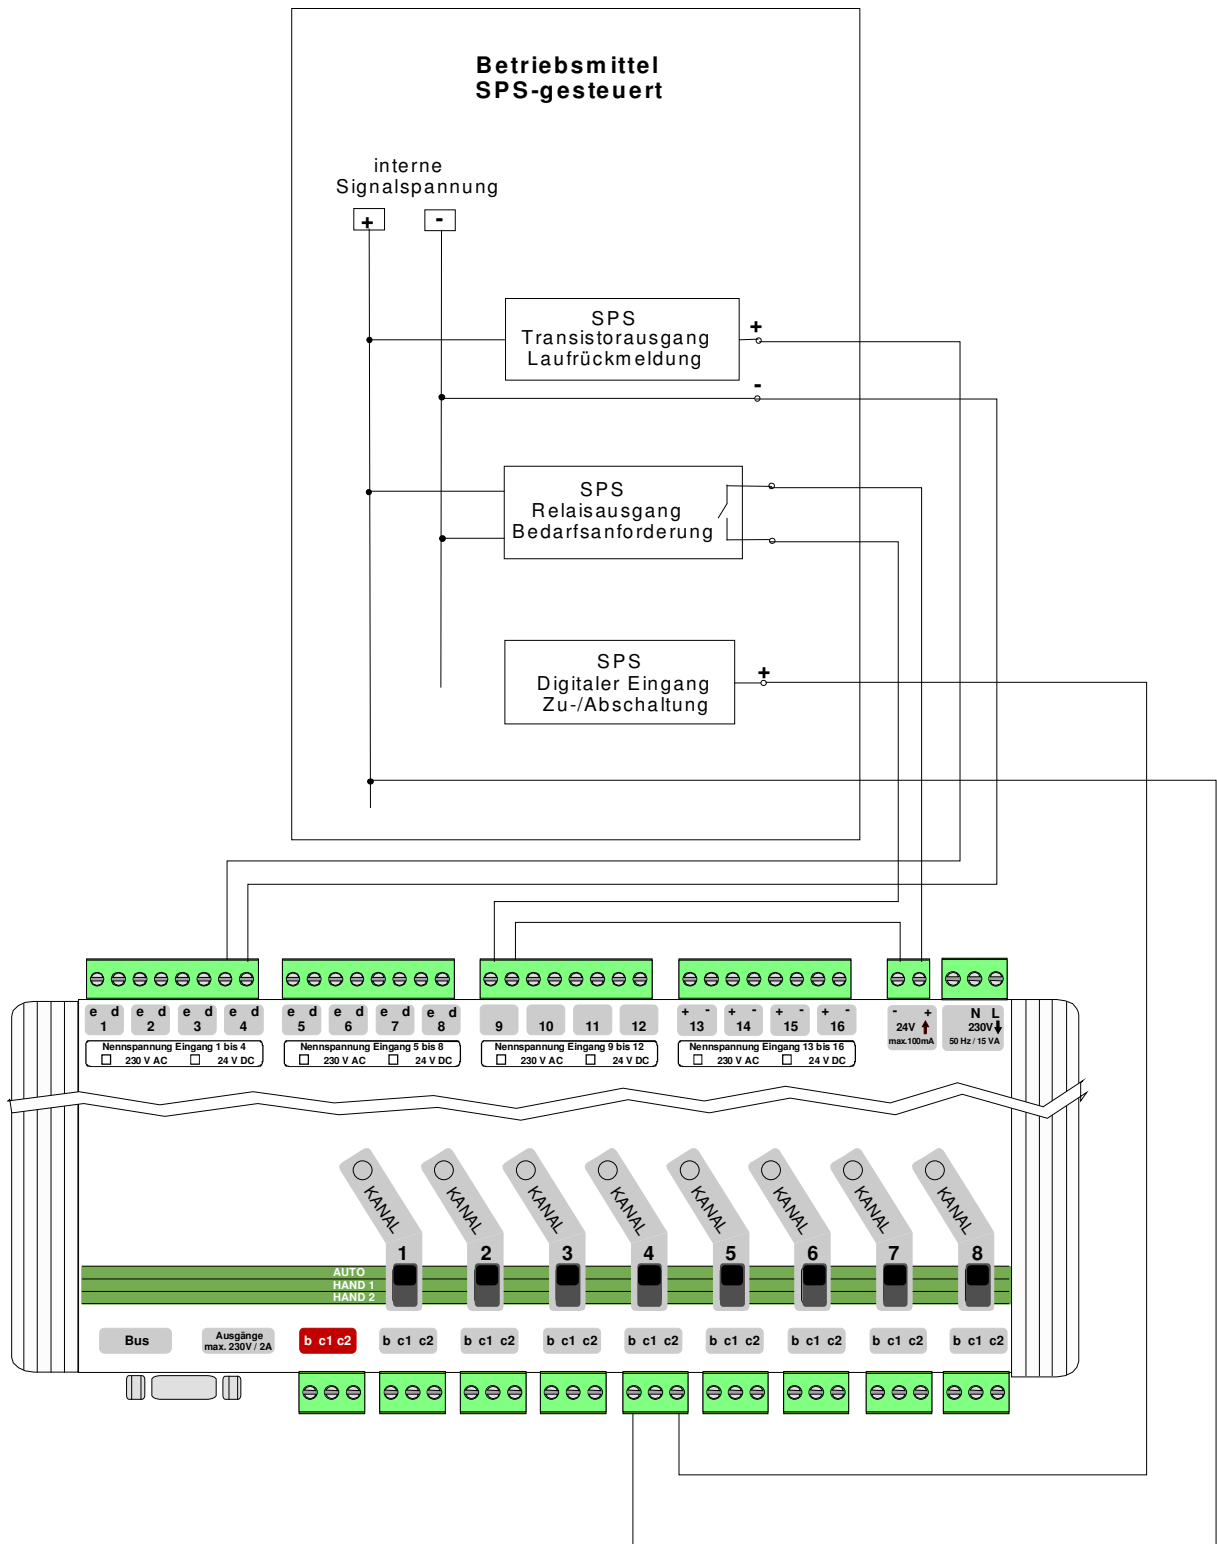 Betriebsmittel
SPS-gesteuert
interne
Signalspannung
+ -
SPS
Transistorausgang
Laufrückmeldung
+
-
SPS
Relaisausgang
Bedarfsanforderung
SPS
Digitaler Eingang
Zu-/Abschaltung
+
e d e d e d e d
1 2 3 4
Nennspannung Eingang 1 bis 4
230 V AC 24 V DC
e d e d e d e d
5 6 7 8
Nennspannung Eingang 5 bis 8
230 V AC 24 V DC
9 10 11 12
Nennspannung Eingang 9 bis 12
230 V AC 24 V DC
+ - + - + - + -
13 14 15 16
Nennspannung Eingang 13 bis 16
230 V AC 24 V DC
- +
24V
max.100mA
N L
230V
50 Hz / 15 VA
KANAL KANAL KANAL KANAL KANAL KANAL KANAL KANAL
1 2 3 4 5 6 7 8
AUTO
HAND 1
HAND 2
Bus
Ausgänge
max. 230V / 2A
b c1 c2 b c1 c2 b c1 c2 b c1 c2 b c1 c2 b c1 c2 b c1 c2 b c1 c2 b c1 c2